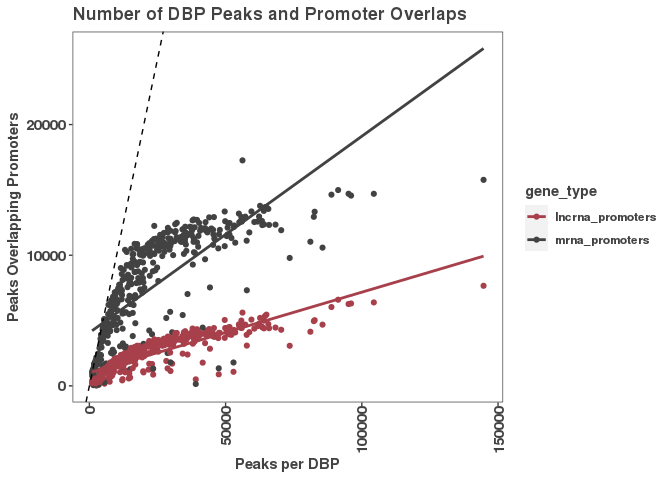 Number of DBP Peaks and Promoter Overlaps
Peaks Overlapping Promoters
20000
10000
0
0
50000
100000
150000
Peaks per DBP
gene_type
lncrna_promoters
mrna_promoters